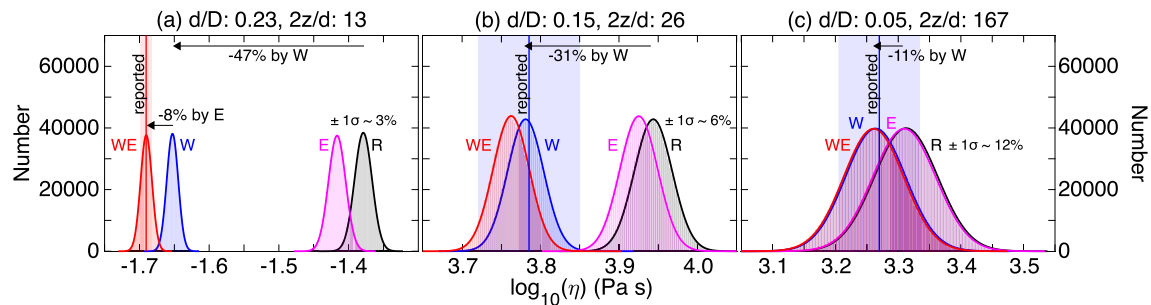 (a) d/D: 0.23, 2z/d: 13
(b) d/D: 0.15, 2z/d: 26
(c) d/D: 0.05, 2z/d: 167
Number
60000
40000
20000
0
reported
-47% by W
-8% by E
± 1σ ~ 3%
WE
W
E
R
-1.7
-1.6
-1.5
-1.4
reported
-31% by W
± 1σ ~ 6%
WE
W
E
R
3.7
3.8
3.9
4.0
reported
-11% by W
W
E
WE
R ± 1σ ~ 12%
3.1
3.2
3.3
3.4
3.5
60000
40000
20000
0
Number
log10(η) (Pa s)